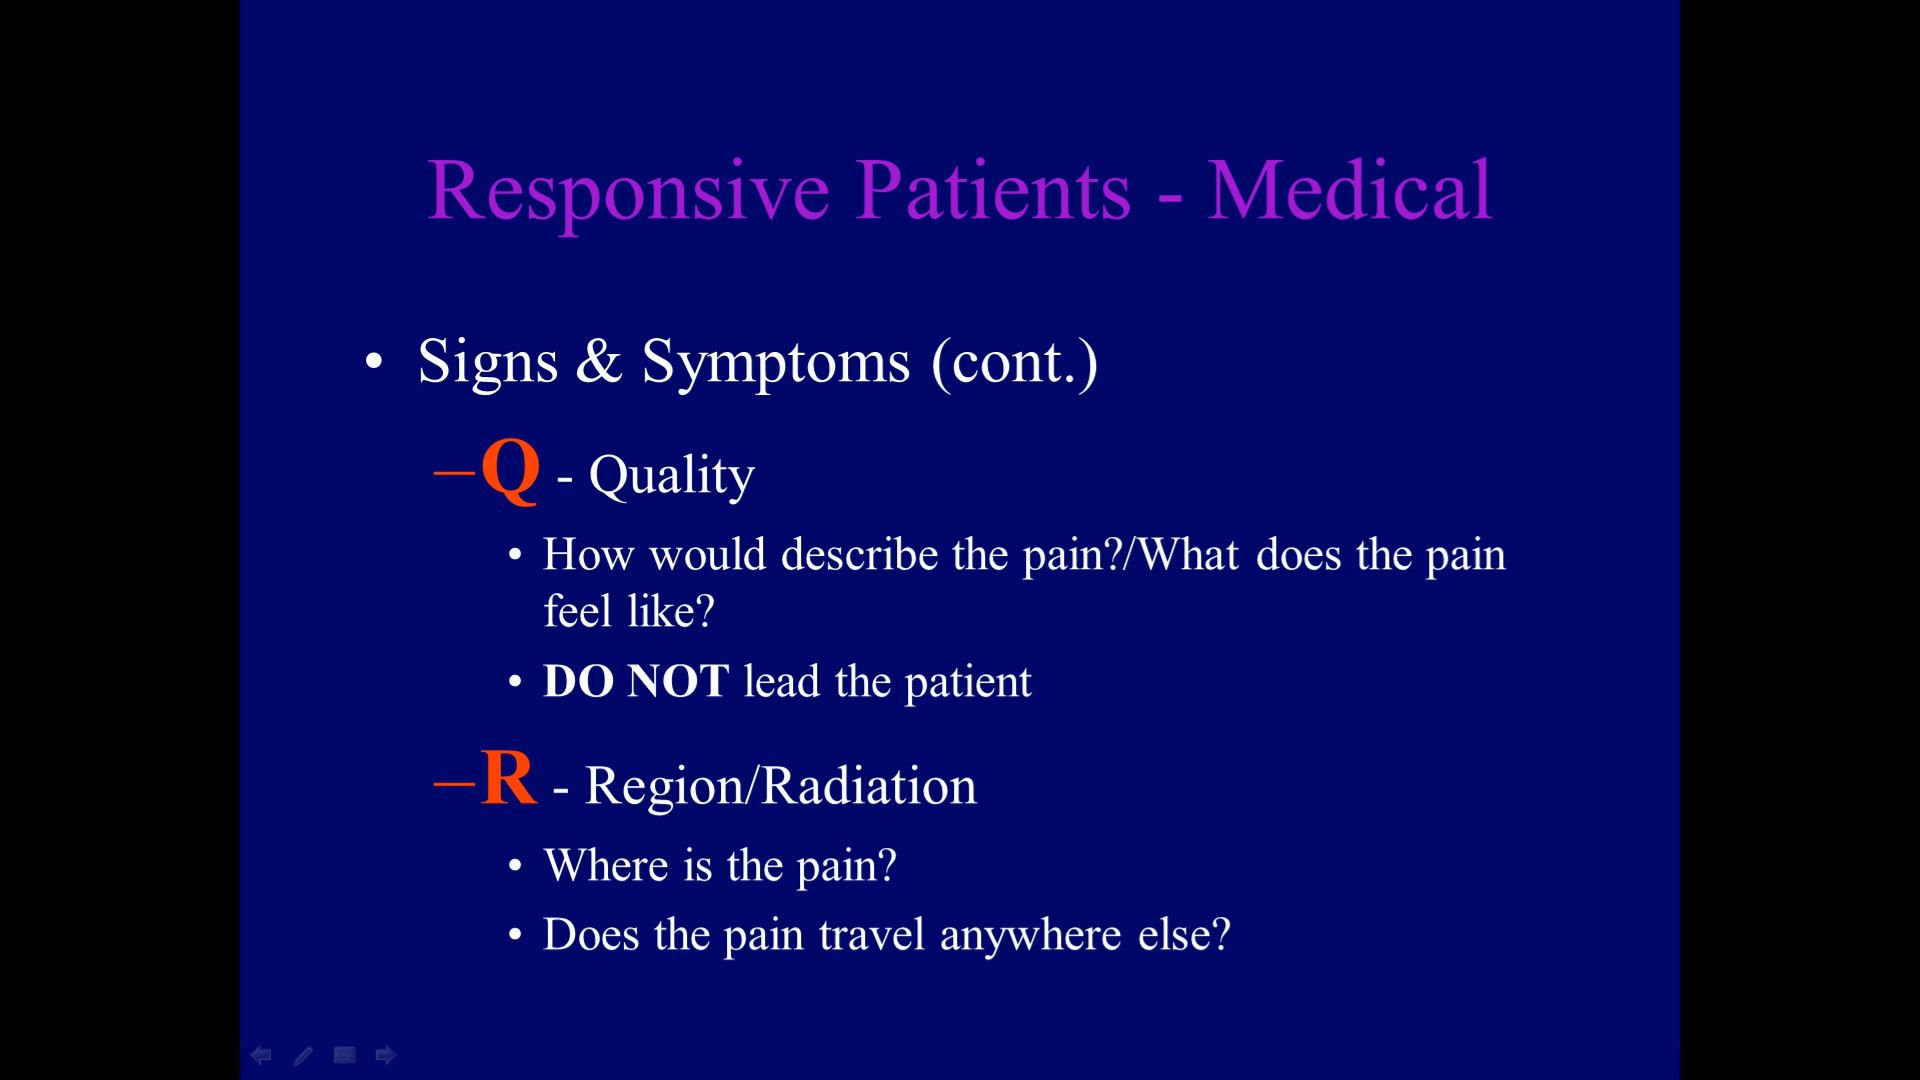 Responsive Patients - Medical
• Signs & Symptoms (cont.)
–Q - Quality
• How would describe the pain?/What does the pain
feel like?
• DO NOT lead the patient
–R - Region/Radiation
• Where is the pain?
• Does the pain travel anywhere else?